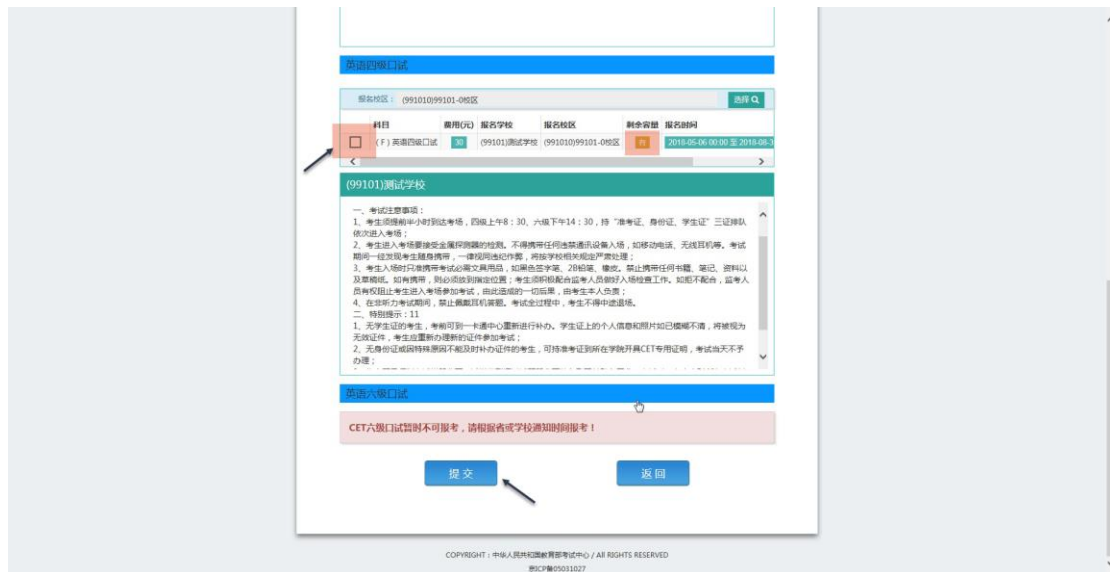 英语四级口试
报名校区： (991010)99101-0校区 选择
科目 费用(元) 报名学校 报名校区 剩余容量 报名时间
( F ) 英语四级口试 30 (99101)测试学校 (991010)99101-0校区 有 2018-05-06 00:00 至 2018-08-3
(99101)测试学校
一、考试注意事项：
1、考生须提前半小时到达考场，四级上午8：30，六级下午14：30，持“准考证、身份证、学生证”三证排队
依次进入考场；
2、考生进入考场要接受金属探测器的检测。不得携带任何违禁通讯设备入场，如移动电话、无线耳机等。考试
期间一经发现考生随身携带，一律视同违纪作弊，将按学校相关规定严肃处理；
3、考生入场时只准携带考试必需文具用品，如黑色签字笔、2B铅笔、橡皮。禁止携带任何书籍、笔记、资料以
及草稿纸。如有携带，则必须放到指定位置；考生须积极配合监考人员做好入场检查工作。如拒不配合，监考人
员有权阻止考生进入考场参加考试，由此造成的一切后果，由考生本人负责；
4、在非听力考试期间，禁止佩戴耳机答题。考试全过程中，考生不得中途退场。
二、特别提示：11
1、无学生证的考生，考前可到一卡通中心重新进行补办。学生证上的个人信息和照片如已模糊不清，将被视为
无效证件，考生应重新办理新的证件参加考试；
2、无身份证或因特殊原因不能及时补办证件的考生，可持准考证到所在学院开具CET专用证明，考试当天不予
办理；
英语六级口试
CET六级口试暂时不可报考，请根据省或学校通知时间报考！
提 交 返 回
COPYRIGHT：中华人民共和国教育部考试中心 / All RIGHTS RESERVED
京ICP备05031027